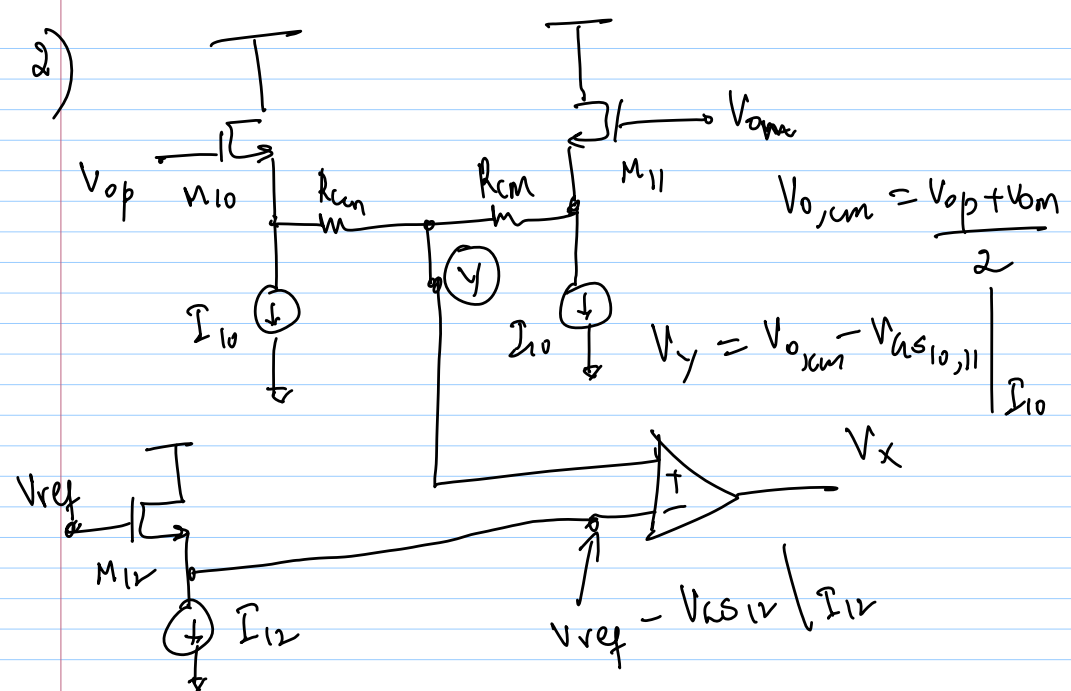 2)
Vop
M10
Rcm
Rcm
M11
Vom
Vo,cm = Vop + Vom
2
I10
Y
I10
Vy = Vo,cm - VGS10,11 | I10
Vref
M12
I12
+
-
Vx
Vref - VGS12 | I12